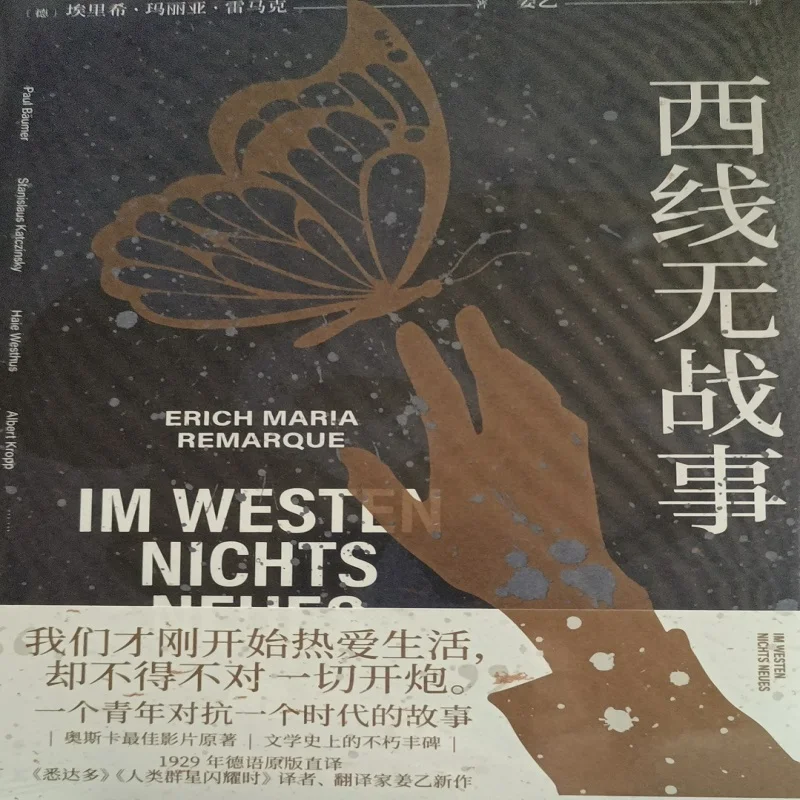 〔德〕埃里希·玛丽亚·雷马克 著 姜乙 译
西线无战事
Paul Bäumer
Stanislaus Katczinsky
Haie Westhus
Albert Kropp
......
ERICH MARIA
REMARQUE
IM WESTEN
NICHTS
NEUES
“我们才刚开始热爱生活，
却不得不对一切开炮。”
一个青年对抗一个时代的故事
| 奥斯卡最佳影片原著 | 文学史上的不朽丰碑 |
1929 年德语原版直译
《悉达多》《人类群星闪耀时》译者、翻译家姜乙新作
IM WESTEN
NICHTS NEUES